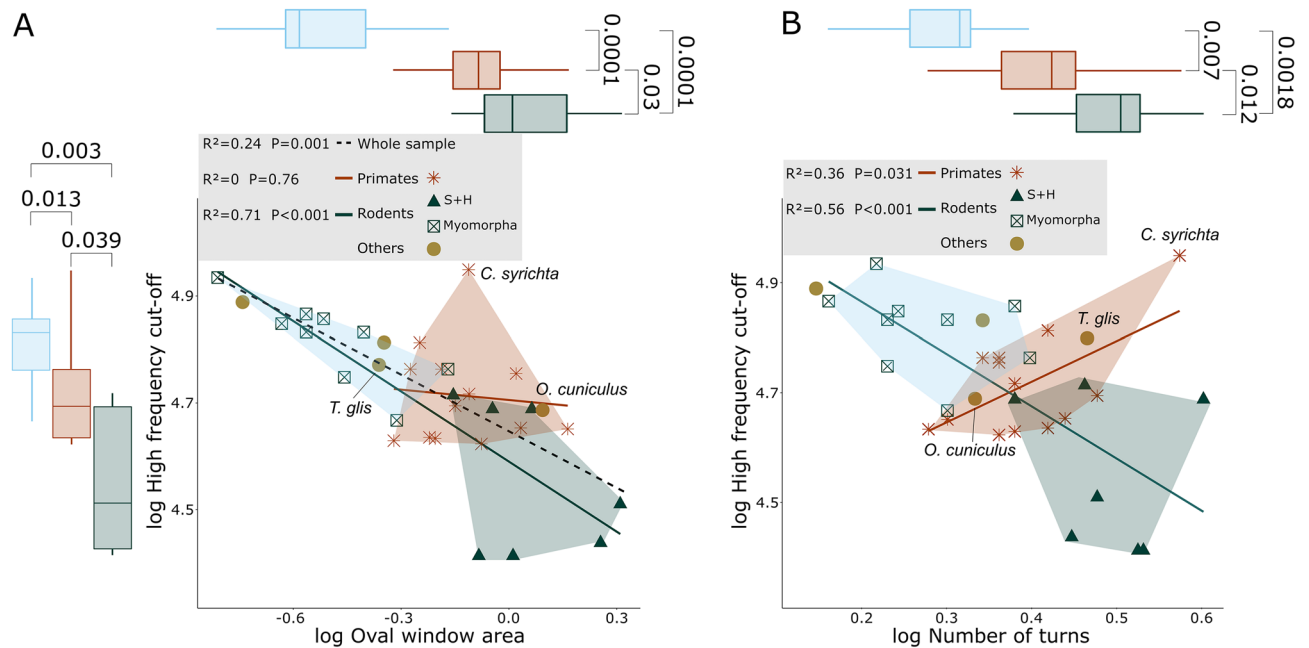 A
0.0001
0.03
0.0001
0.003
0.013
0.039
R²=0.24 P=0.001 Whole sample
R²=0 P=0.76 Primates
S+H
R²=0.71 P<0.001 Rodents
Myomorpha
Others
C. syrichta
O. cuniculus
T. glis
log High frequency cut-off
4.9
4.7
4.5
-0.6 -0.3 0.0 0.3
log Oval window area
B
0.007
0.012
0.0018
R²=0.36 P=0.031 Primates
S+H
R²=0.56 P<0.001 Rodents
Myomorpha
Others
C. syrichta
T. glis
O. cuniculus
log High frequency cut-off
4.9
4.7
4.5
0.2 0.3 0.4 0.5 0.6
log Number of turns